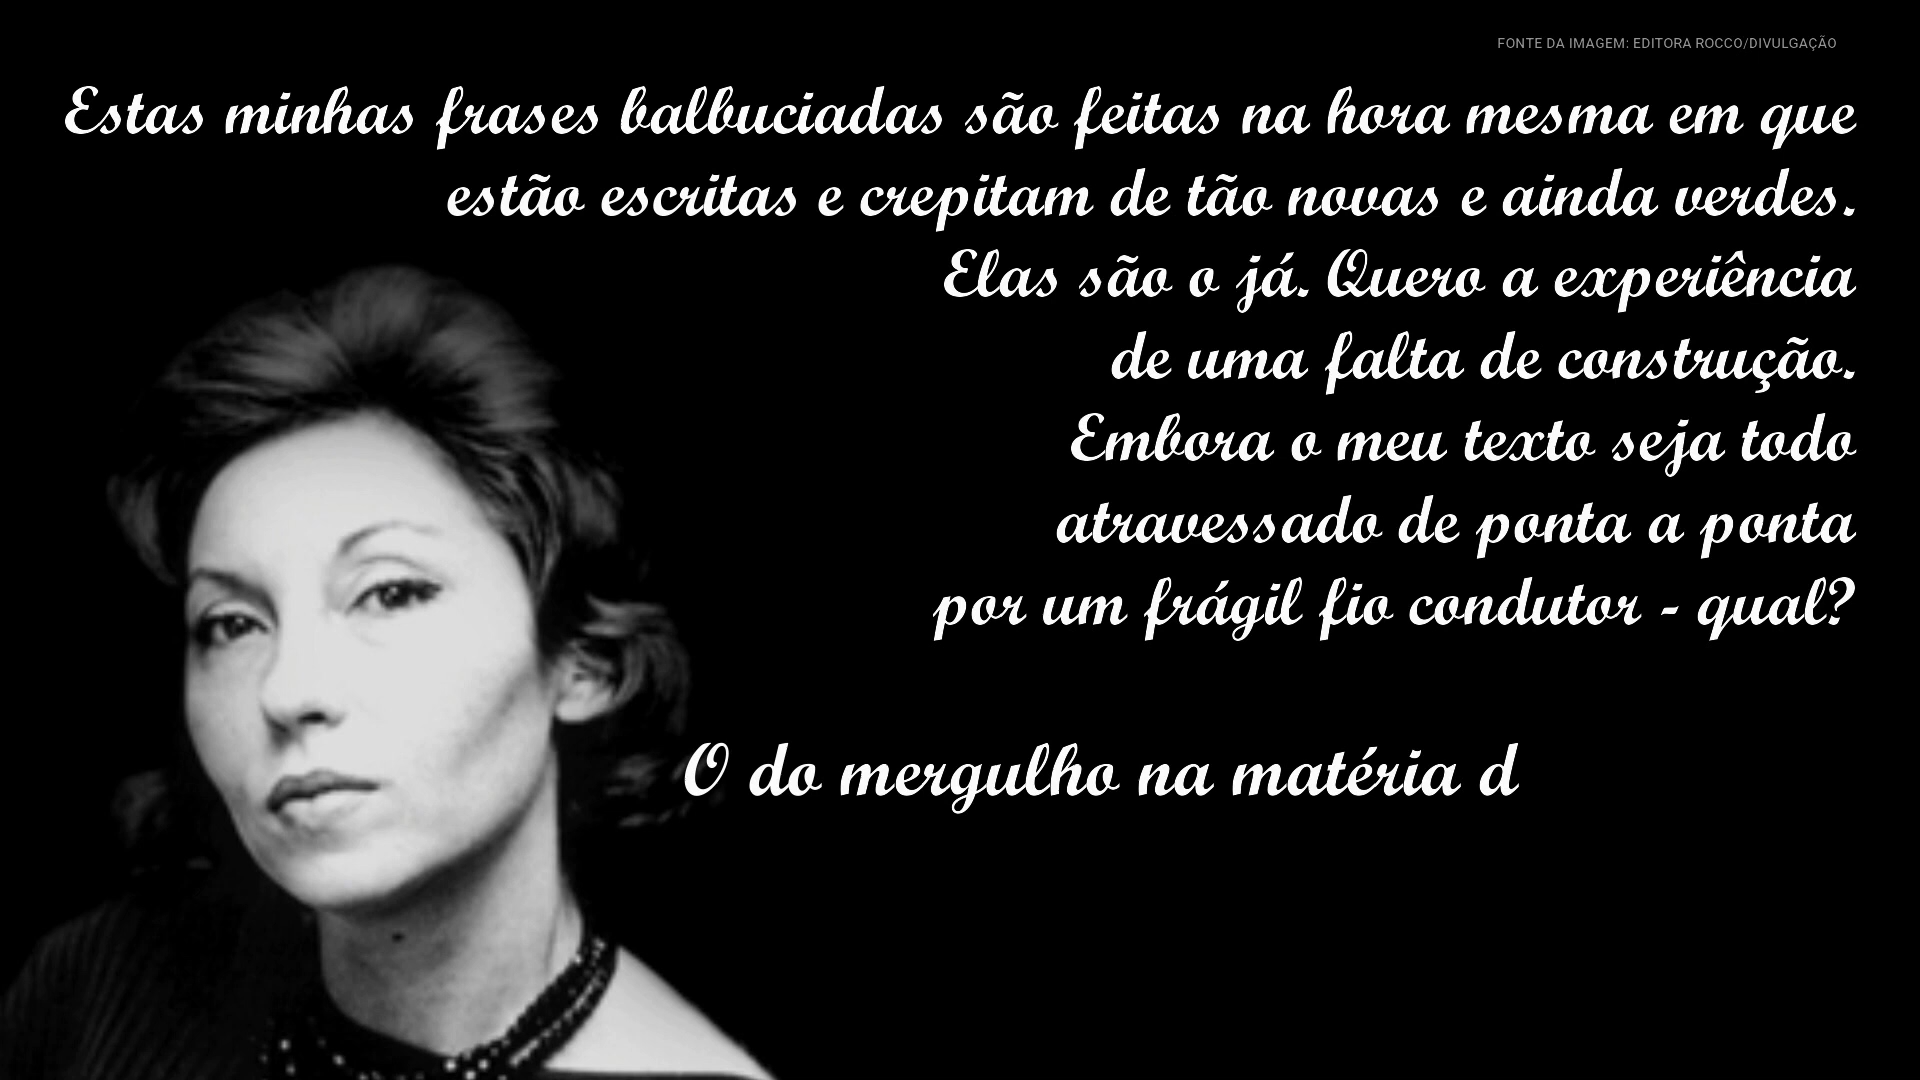 FONTE DA IMAGEM: EDITORA ROCCO/DIVULGAÇÃO
Estas minhas frases balbuciadas são feitas na hora mesma em que
estão escritas e crepitam de tão novas e ainda verdes.
Elas são o já. Quero a experiência
de uma falta de construção.
Embora o meu texto seja todo
atravessado de ponta a ponta
por um frágil fio condutor - qual?
O do mergulho na matéria d